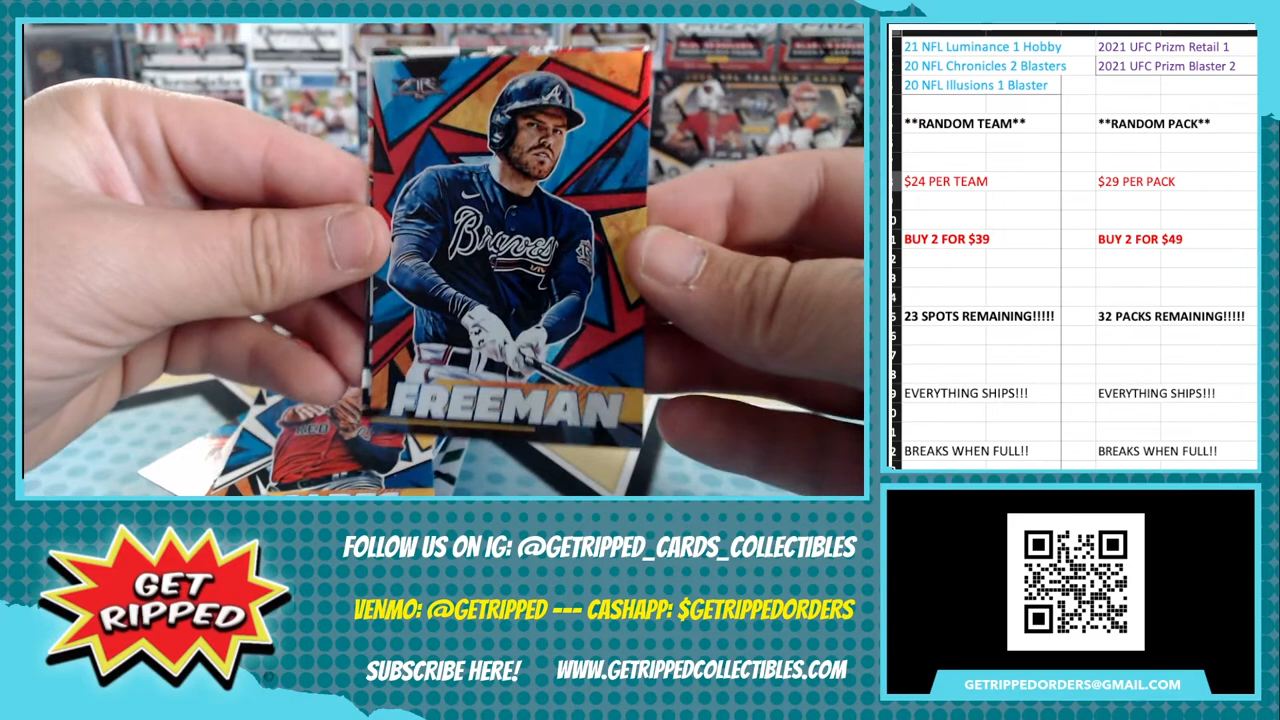 FIRE
Braves
FREEMAN
RED
21 NFL Luminance 1 Hobby
20 NFL Chronicles 2 Blasters
20 NFL Illusions 1 Blaster
2021 UFC Prizm Retail 1
2021 UFC Prizm Blaster 2
**RANDOM TEAM**
**RANDOM PACK**
$24 PER TEAM
$29 PER PACK
BUY 2 FOR $39
BUY 2 FOR $49
23 SPOTS REMAINING!!!!!
32 PACKS REMAINING!!!!!
EVERYTHING SHIPS!!!
EVERYTHING SHIPS!!!
BREAKS WHEN FULL!!
BREAKS WHEN FULL!!
GET
RIPPED
FOLLOW US ON IG: @GETRIPPED_CARDS_COLLECTIBLES
VENMO: @GETRIPPED --- CASHAPP: $GETRIPPEDORDERS
SUBSCRIBE HERE!
WWW.GETRIPPEDCOLLECTIBLES.COM
GETRIPPEDORDERS@GMAIL.COM